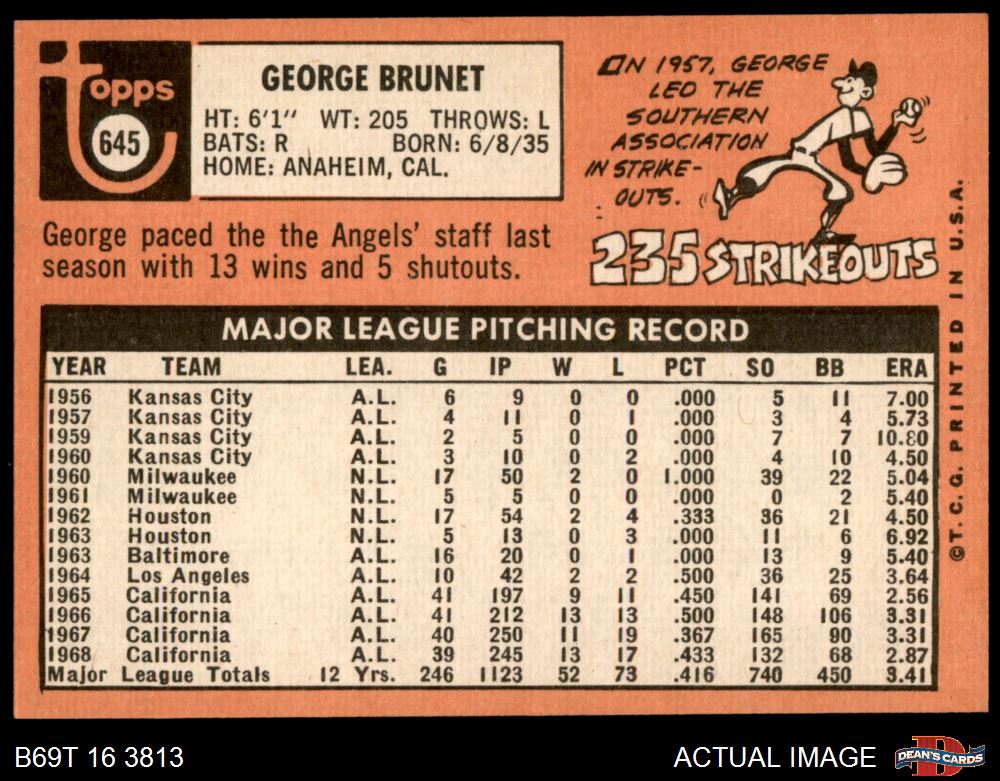 Topps
645
GEORGE BRUNET
HT: 6'1" WT: 205 THROWS: L
BATS: R BORN: 6/8/35
HOME: ANAHEIM, CAL.
George paced the the Angels' staff last
season with 13 wins and 5 shutouts.
ON 1957, GEORGE
LED THE
SOUTHERN
ASSOCIATION
IN STRIKE-
OUTS.
235 STRIKEOUTS
MAJOR LEAGUE PITCHING RECORD
YEAR TEAM LEA. G IP W L PCT SO BB ERA
1956 Kansas City A.L. 6 9 0 0 .000 5 11 7.00
1957 Kansas City A.L. 4 11 0 1 .000 3 4 5.73
1959 Kansas City A.L. 2 5 0 0 .000 7 7 10.80
1960 Kansas City A.L. 3 10 0 2 .000 4 10 4.50
1960 Milwaukee N.L. 17 50 2 0 1.000 39 22 5.04
1961 Milwaukee N.L. 5 5 0 0 .000 0 2 5.40
1962 Houston N.L. 17 54 2 4 .333 36 21 4.50
1963 Houston N.L. 5 13 0 3 .000 11 6 6.92
1963 Baltimore A.L. 16 20 0 1 .000 13 9 5.40
1964 Los Angeles A.L. 10 42 2 2 .500 36 25 3.64
1965 California A.L. 41 197 9 11 .450 141 69 2.56
1966 California A.L. 41 212 13 13 .500 148 106 3.31
1967 California A.L. 40 250 11 19 .367 165 90 3.31
1968 California A.L. 39 245 13 17 .433 132 68 2.87
Major League Totals 12 Yrs. 246 1123 52 73 .416 740 450 3.41
©T.C.G. PRINTED IN U.S.A.
B69T 16 3813
ACTUAL IMAGE
D
DEAN'S CARDS